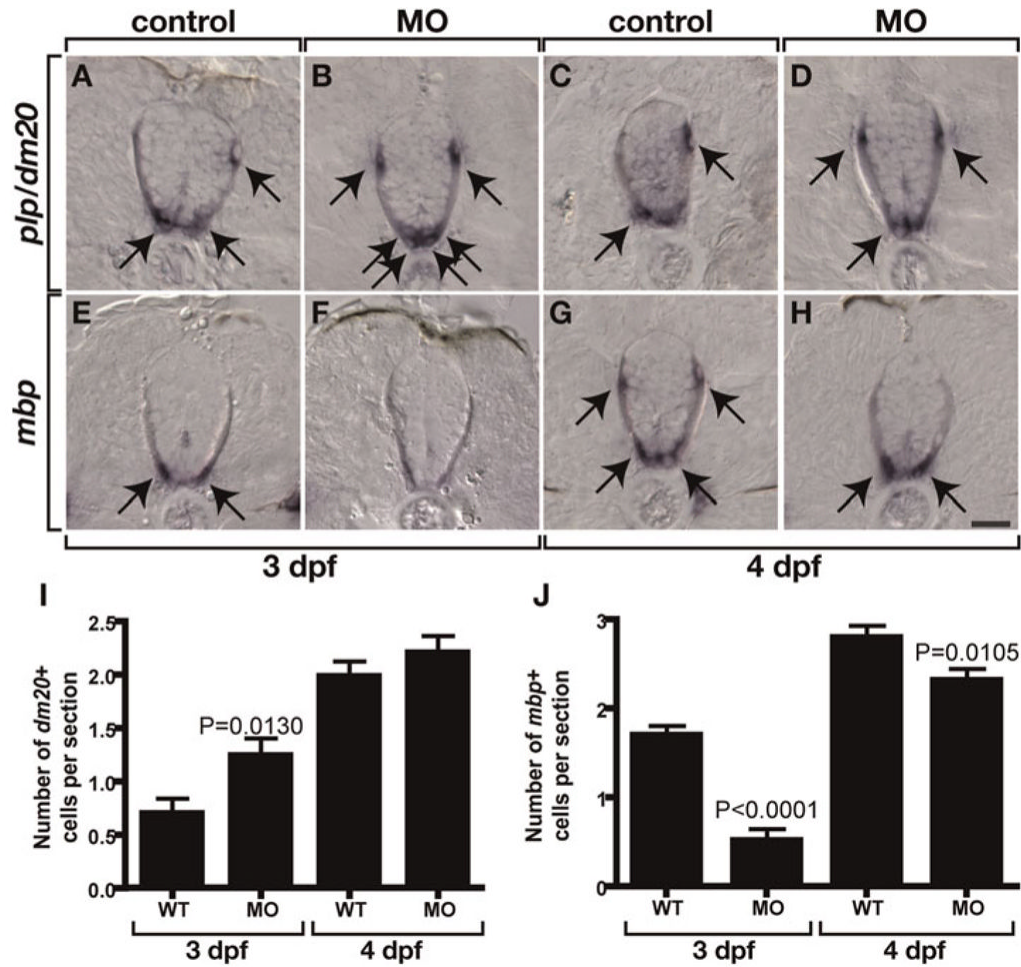 control MO control MO
plp/dm20
A B C D
mbp
E F G H
3 dpf 4 dpf
I
Number of dm20+
cells per section
2.5
2.0
1.5
1.0
0.5
0.0
P=0.0130
WT MO WT MO
3 dpf 4 dpf
J
Number of mbp+
cells per section
3
2
1
0
P<0.0001
P=0.0105
WT MO WT MO
3 dpf 4 dpf